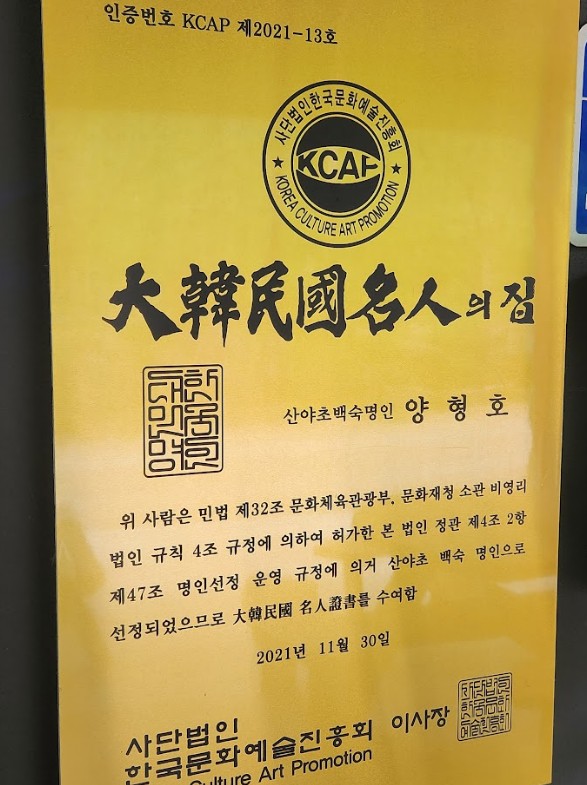 인증번호 KCAP 제2021-13호
사단법인한국문화예술진흥회
KCAP
KOREA CULTURE ART PROMOTION
大韓民國名人의 집
산야초백숙명인 양 형 호
위 사람은 민법 제32조 문화체육관광부, 문화재청 소관 비영리
법인 규칙 4조 규정에 의하여 허가한 본 법인 정관 제4조 2항
제47조 명인선정 운영 규정에 의거 산야초 백숙 명인으로
선정되었으므로 大韓民國 名人證書를 수여함
2021년 11월 30일
사단법인
한국문화예술진흥회 이사장
Culture Art Promotion